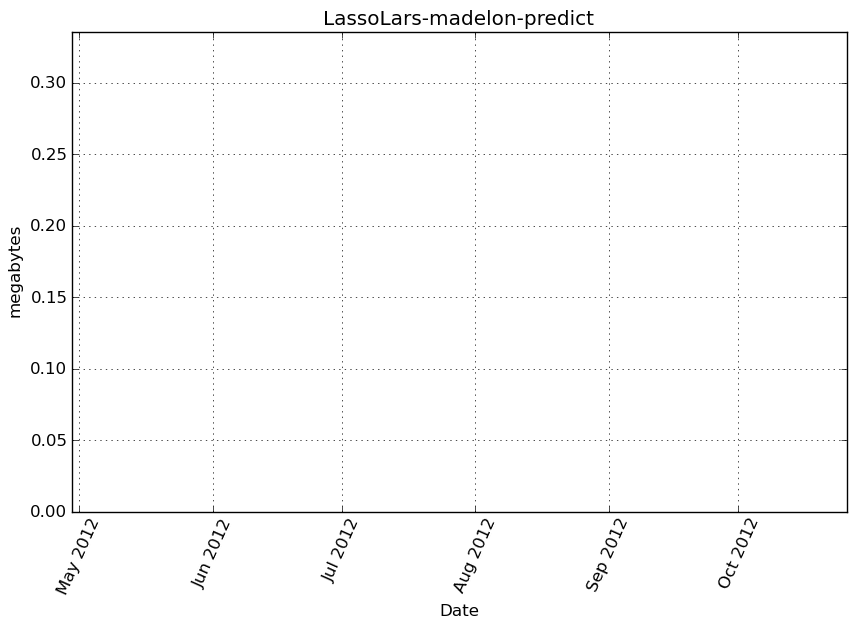 LassoLars-madelon-predict
0.30
0.25
0.20
0.15
0.10
0.05
0.00
megabytes
May 2012
Jun 2012
Jul 2012
Aug 2012
Sep 2012
Oct 2012
Date